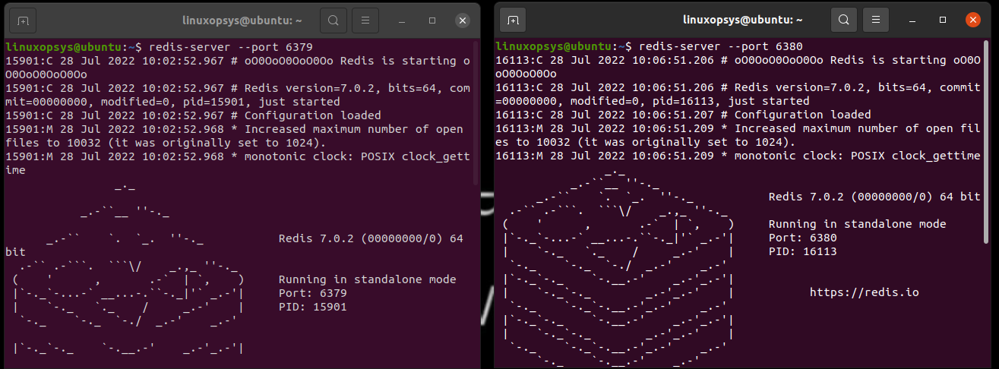 linuxopsys@ubuntu: ~
linuxopsys@ubuntu:~$ redis-server --port 6379
15901:C 28 Jul 2022 10:02:52.967 # oO0OoO0OoO0Oo Redis is starting o
O0OoO0OoO0Oo
15901:C 28 Jul 2022 10:02:52.967 # Redis version=7.0.2, bits=64, com
mit=00000000, modified=0, pid=15901, just started
15901:C 28 Jul 2022 10:02:52.967 # Configuration loaded
15901:M 28 Jul 2022 10:02:52.968 * Increased maximum number of open
files to 10032 (it was originally set to 1024).
15901:M 28 Jul 2022 10:02:52.968 * monotonic clock: POSIX clock_gett
ime
Redis 7.0.2 (00000000/0) 64
bit
Running in standalone mode
Port: 6379
PID: 15901
linuxopsys@ubuntu: ~
linuxopsys@ubuntu:~$ redis-server --port 6380
16113:C 28 Jul 2022 10:06:51.206 # oO0OoO0OoO0Oo Redis is starting oO0O
oO0OoO0Oo
16113:C 28 Jul 2022 10:06:51.206 # Redis version=7.0.2, bits=64, commit
=00000000, modified=0, pid=16113, just started
16113:C 28 Jul 2022 10:06:51.207 # Configuration loaded
16113:M 28 Jul 2022 10:06:51.209 * Increased maximum number of open fil
es to 10032 (it was originally set to 1024).
16113:M 28 Jul 2022 10:06:51.209 * monotonic clock: POSIX clock_gettime
Redis 7.0.2 (00000000/0) 64 bit
Running in standalone mode
Port: 6380
PID: 16113
https://redis.io